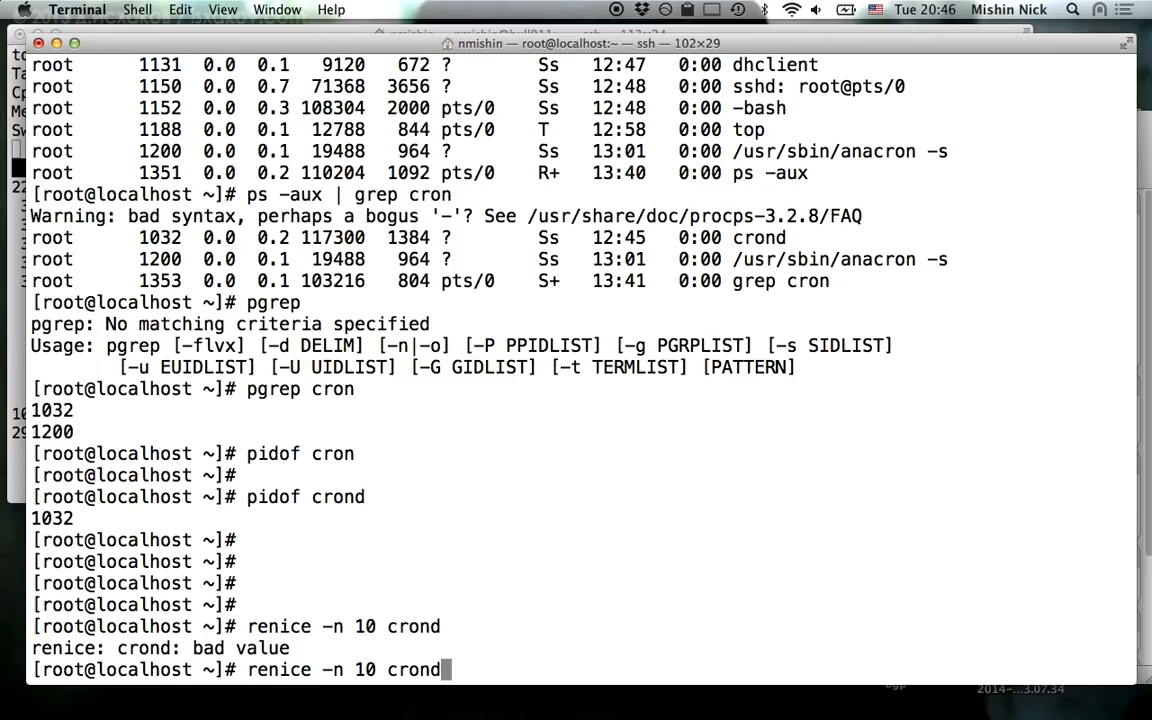 Terminal Shell Edit View Window Help Tue 20:46 Mishin Nick
nmishin — root@localhost:~ — ssh — 102×29
root 1131 0.0 0.1 9120 672 ? Ss 12:47 0:00 dhclient
root 1150 0.0 0.7 71368 3656 ? Ss 12:48 0:00 sshd: root@pts/0
root 1152 0.0 0.3 108304 2000 pts/0 Ss 12:48 0:00 -bash
root 1188 0.0 0.1 12788 844 pts/0 T 12:58 0:00 top
root 1200 0.0 0.1 19488 964 ? Ss 13:01 0:00 /usr/sbin/anacron -s
root 1351 0.0 0.2 110204 1092 pts/0 R+ 13:40 0:00 ps -aux
[root@localhost ~]# ps -aux | grep cron
Warning: bad syntax, perhaps a bogus '-'? See /usr/share/doc/procps-3.2.8/FAQ
root 1032 0.0 0.2 117300 1384 ? Ss 12:45 0:00 crond
root 1200 0.0 0.1 19488 964 ? Ss 13:01 0:00 /usr/sbin/anacron -s
root 1353 0.0 0.1 103216 804 pts/0 S+ 13:41 0:00 grep cron
[root@localhost ~]# pgrep
pgrep: No matching criteria specified
Usage: pgrep [-flvx] [-d DELIM] [-n|-o] [-P PPIDLIST] [-g PGRPLIST] [-s SIDLIST]
[-u EUIDLIST] [-U UIDLIST] [-G GIDLIST] [-t TERMLIST] [PATTERN]
[root@localhost ~]# pgrep cron
1032
1200
[root@localhost ~]# pidof cron
[root@localhost ~]#
[root@localhost ~]# pidof crond
1032
[root@localhost ~]#
[root@localhost ~]#
[root@localhost ~]#
[root@localhost ~]#
[root@localhost ~]# renice -n 10 crond
renice: crond: bad value
[root@localhost ~]# renice -n 10 crond
2014-...3.07.34